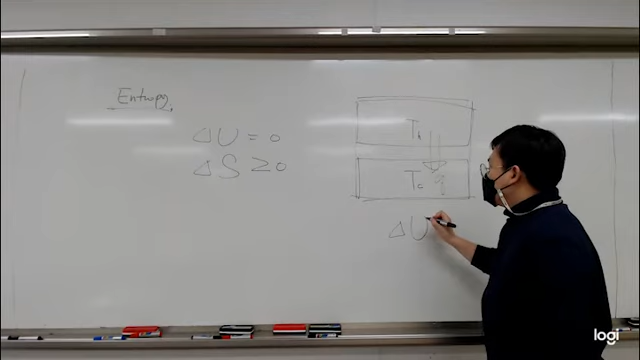 Entropy
ΔU = 0
ΔS ≥ 0
Th
Tc q
ΔU
logi